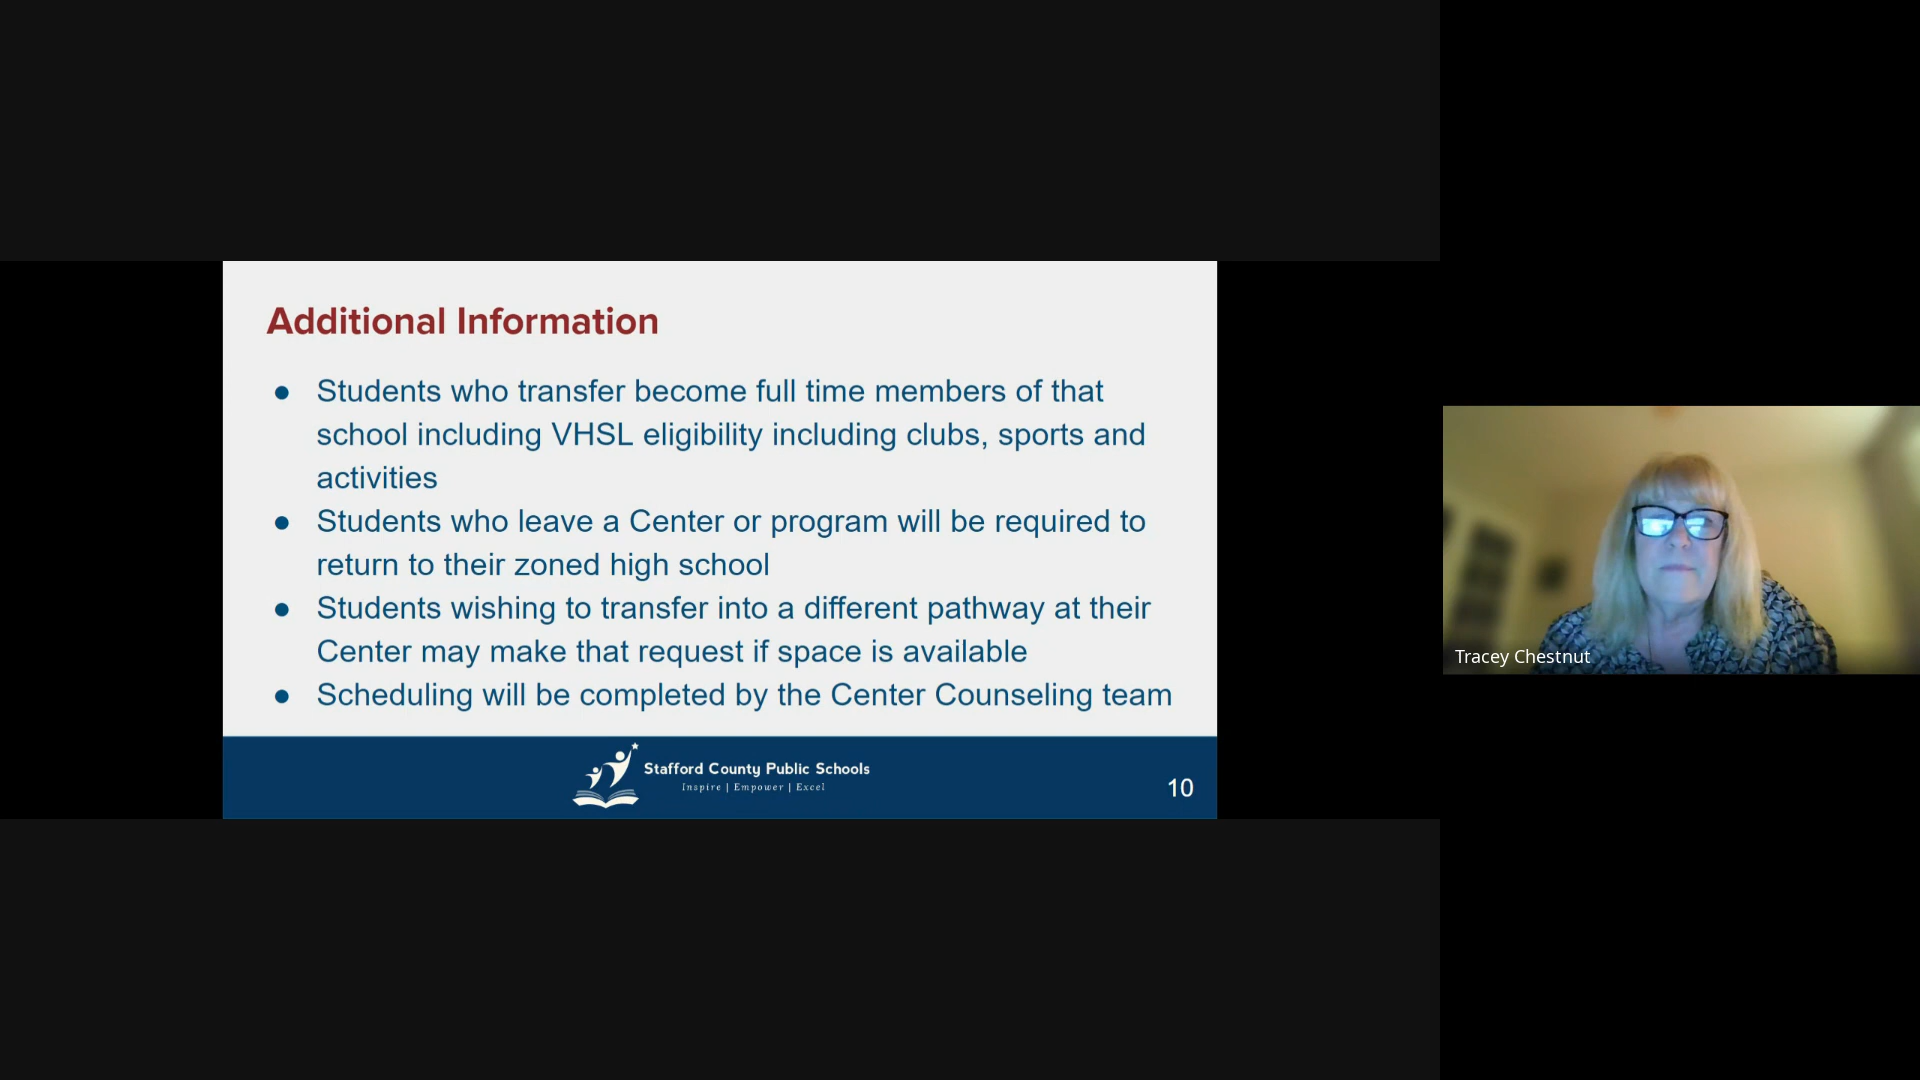 Additional Information
● Students who transfer become full time members of that
school including VHSL eligibility including clubs, sports and
activities
● Students who leave a Center or program will be required to
return to their zoned high school
● Students wishing to transfer into a different pathway at their
Center may make that request if space is available
● Scheduling will be completed by the Center Counseling team
Stafford County Public Schools
Inspire | Empower | Excel
10
Tracey Chestnut